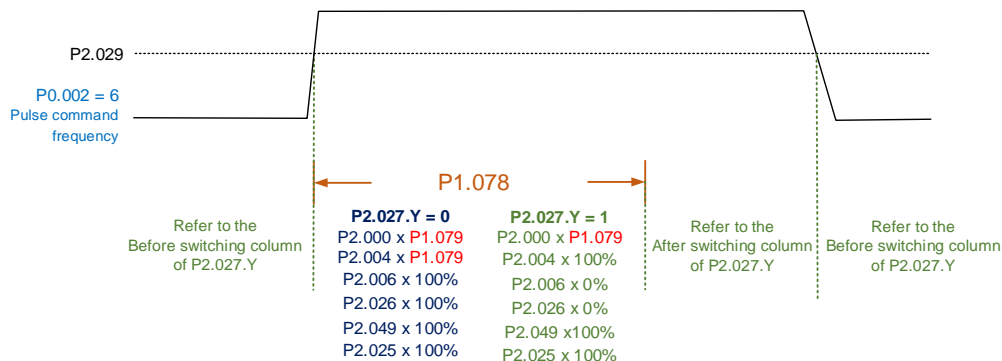 P2.029
P0.002 = 6
Pulse command
frequency
P1.078
Refer to the
Before switching column
of P2.027.Y
P2.027.Y = 0
P2.000 x P1.079
P2.004 x P1.079
P2.006 x 100%
P2.026 x 100%
P2.049 x 100%
P2.025 x 100%
P2.027.Y = 1
P2.000 x P1.079
P2.004 x 100%
P2.006 x 0%
P2.026 x 0%
P2.049 x100%
P2.025 x 100%
Refer to the
After switching column
of P2.027.Y
Refer to the
Before switching column
of P2.027.Y